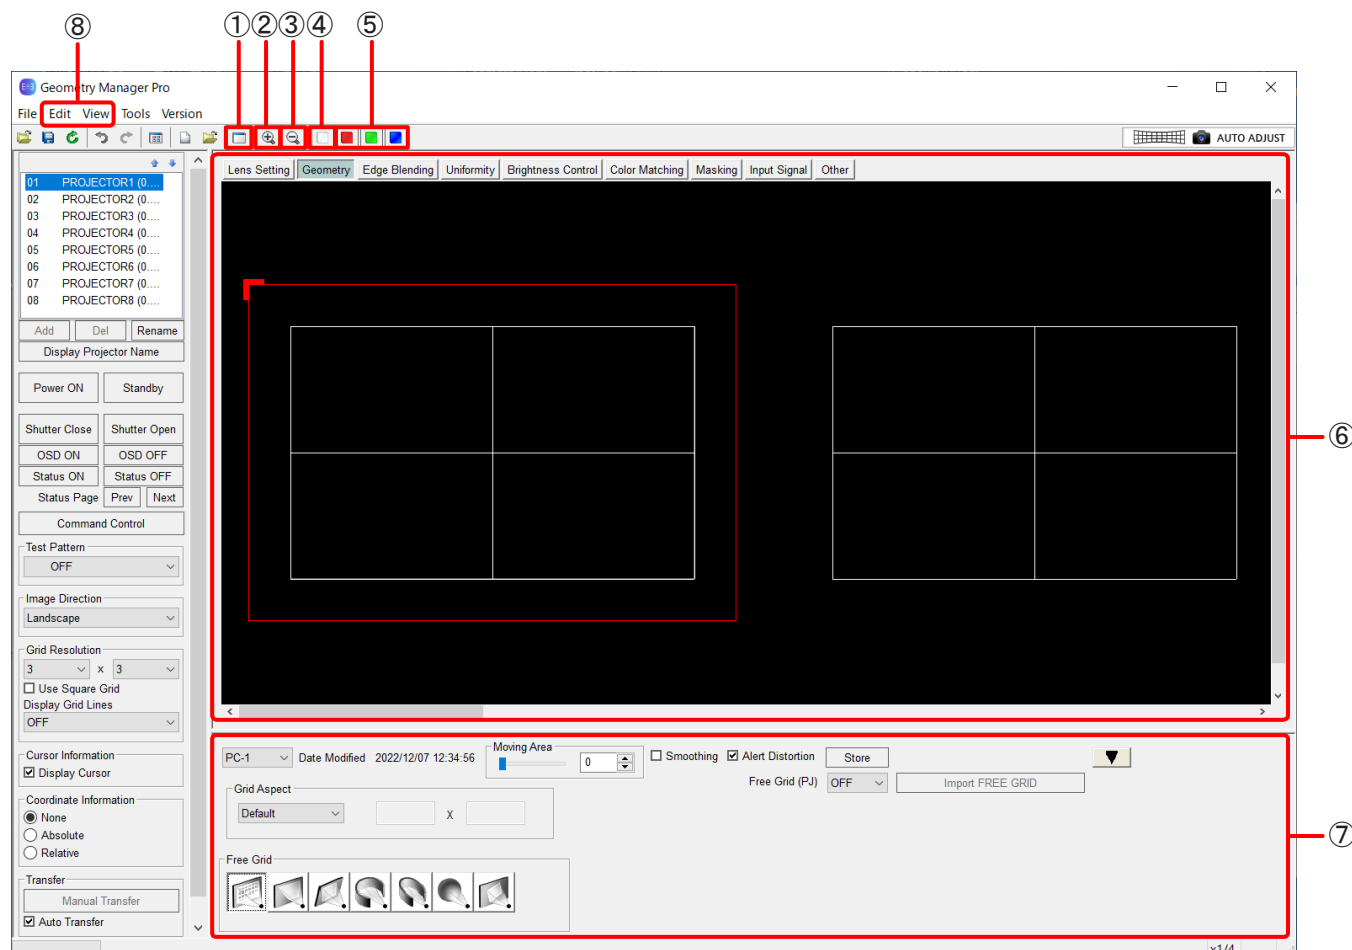 ⑧ ① ② ③ ④ ⑤
Geometry Manager Pro
File Edit View Tools Version
AUTO ADJUST
01 PROJECTOR1 (0....
02 PROJECTOR2 (0....
03 PROJECTOR3 (0....
04 PROJECTOR4 (0....
05 PROJECTOR5 (0....
06 PROJECTOR6 (0....
07 PROJECTOR7 (0....
08 PROJECTOR8 (0....
Add Del Rename
Display Projector Name
Power ON Standby
Shutter Close Shutter Open
OSD ON OSD OFF
Status ON Status OFF
Status Page Prev Next
Command Control
Test Pattern
OFF
Image Direction
Landscape
Grid Resolution
3 x 3
Use Square Grid
Display Grid Lines
OFF
Cursor Information
Display Cursor
Coordinate Information
None
Absolute
Relative
Transfer
Manual Transfer
Auto Transfer
Lens Setting Geometry Edge Blending Uniformity Brightness Control Color Matching Masking Input Signal Other
⑥
PC-1 Date Modified 2022/12/07 12:34:56 Moving Area 0 Smoothing Alert Distortion Store
Free Grid (PJ) OFF Import FREE GRID
Grid Aspect
Default X
Free Grid
⑦
x1/4